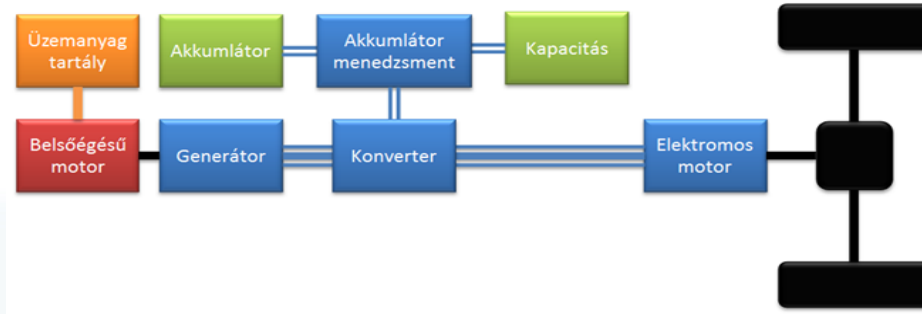 Üzemanyag
tartály
Akkumlátor
Akkumlátor
menedzsment
Kapacitás
Belsőégésű
motor
Generátor
Konverter
Elektromos
motor